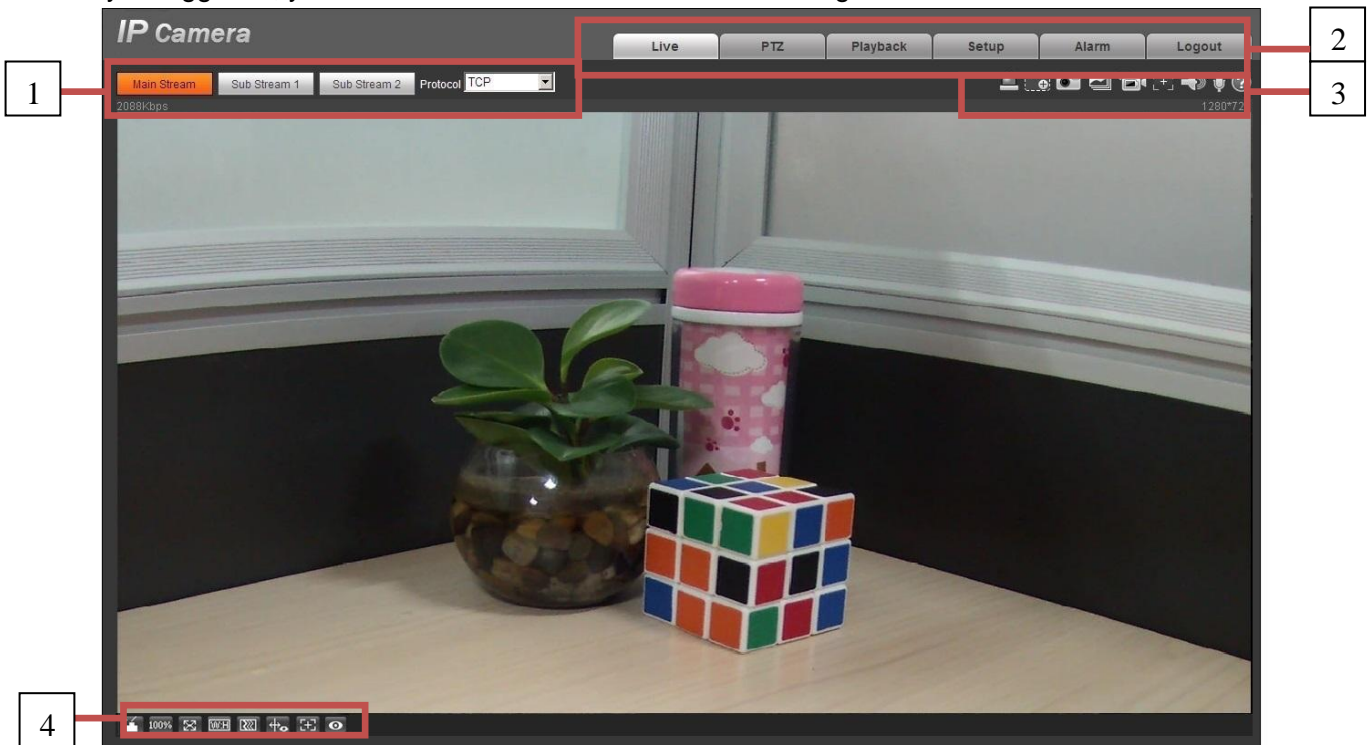 IP Camera
Live PTZ Playback Setup Alarm Logout
2
1
Main Stream Sub Stream 1 Sub Stream 2 Protocol TCP
3
2088Kbps
1280*72
4
100% W:H